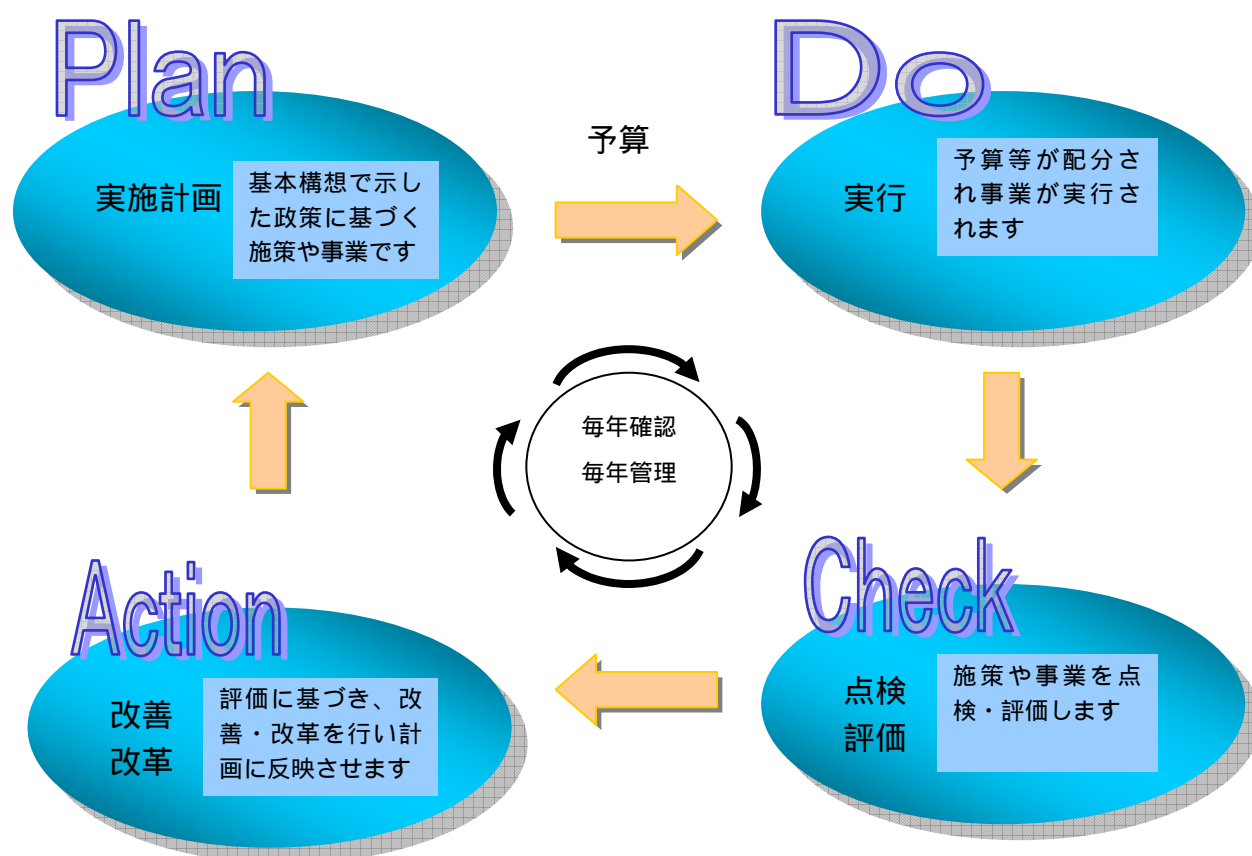 Plan
実施計画
基本構想で示し
た政策に基づく
施策や事業です
予算
Do
実行
予算等が配分さ
れ事業が実行さ
れます
毎年確認
毎年管理
Action
改善
改革
評価に基づき、改
善・改革を行い計
画に反映させます
Check
点検
評価
施策や事業を点
検・評価します